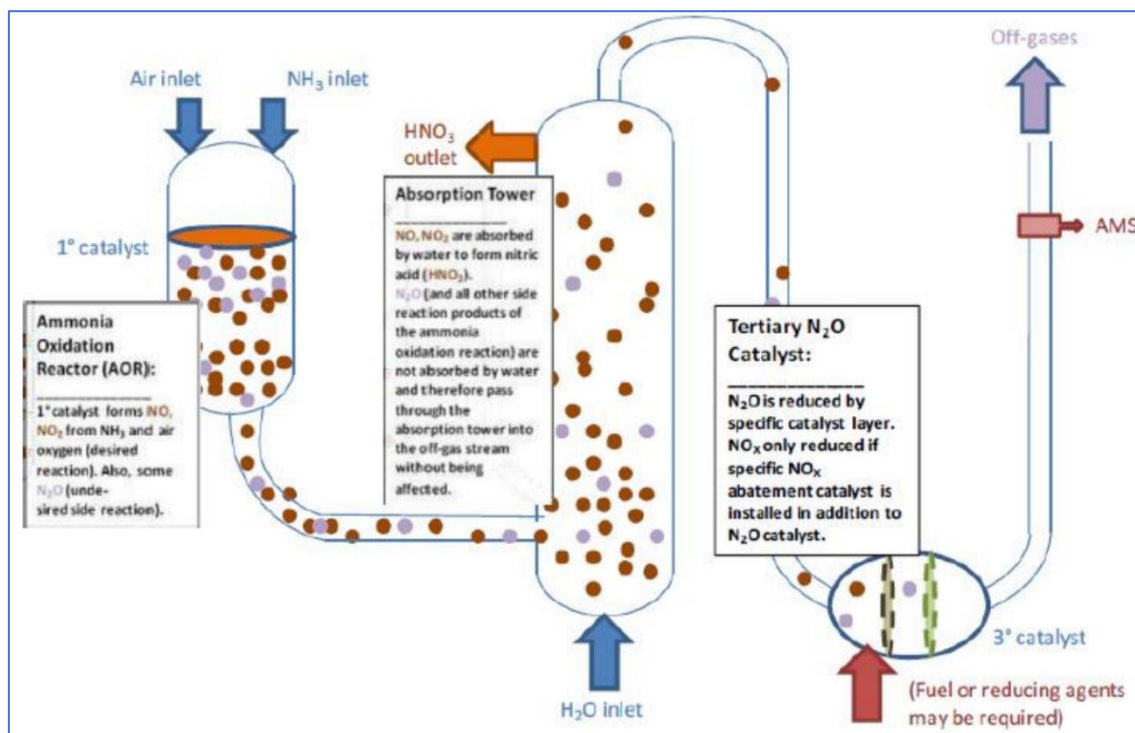 Air inlet
NH₃ inlet
1° catalyst
Ammonia
Oxidation
Reactor (AOR):
1° catalyst forms NO,
NO₂ from NH₃ and air
oxygen (desired
reaction). Also, some
N₂O (unde-
sired side reaction).
HNO₃
outlet
Absorption Tower
NO, NO₂ are absorbed
by water to form nitric
acid (HNO₃).
N₂O (and all other side
reaction products of
the ammonia
oxidation reaction) are
not absorbed by water
and therefore pass
through the
absorption tower into
the off-gas stream
without being
affected.
H₂O inlet
Tertiary N₂O
Catalyst:
N₂O is reduced by
specific catalyst layer.
NOₓ only reduced if
specific NOₓ
abatement catalyst is
installed in addition to
N₂O catalyst.
Off-gases
AMS
3° catalyst
(Fuel or reducing agents
may be required)